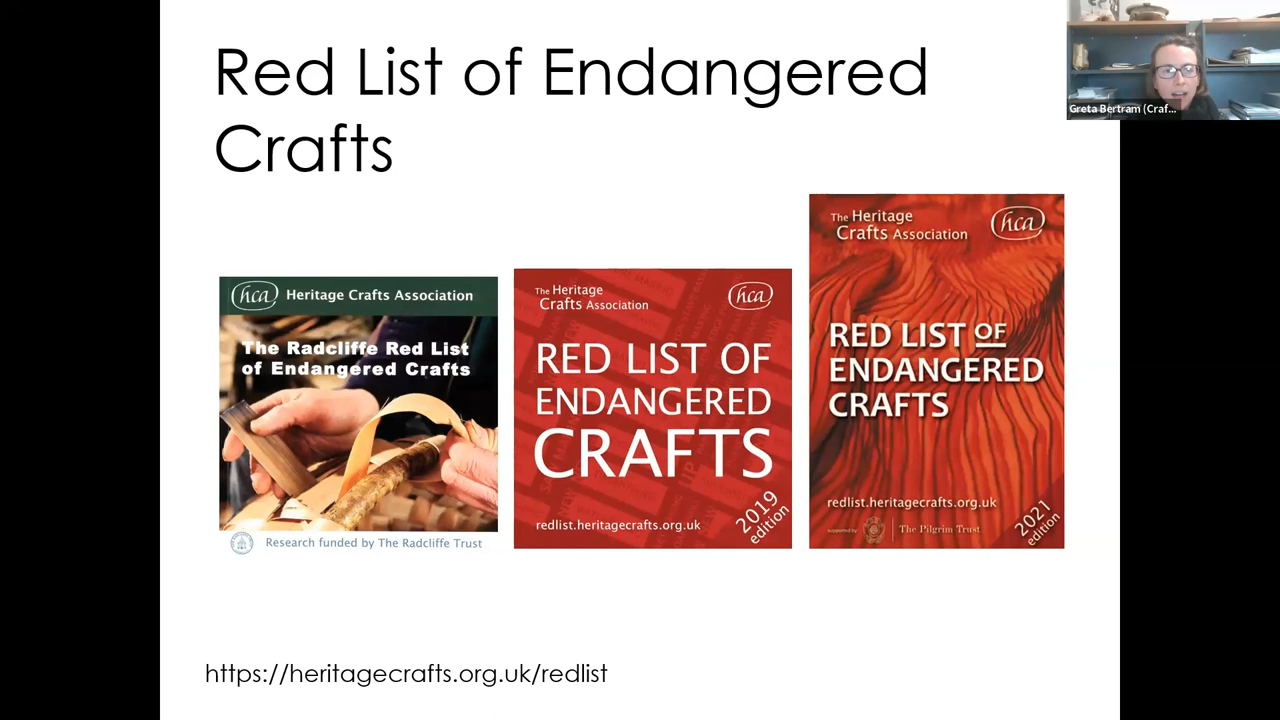 Red List of Endangered
Crafts
Greta Bertram (Craf...
hca Heritage Crafts Association
The Radcliffe Red List
of Endangered Crafts
Research funded by The Radcliffe Trust
The Heritage
Crafts Association
hca
RED LIST OF
ENDANGERED
CRAFTS
redlist.heritagecrafts.org.uk
2019
edition
The Heritage
Crafts Association
hca
RED LIST OF
ENDANGERED
CRAFTS
redlist.heritagecrafts.org.uk
supported by The Pilgrim Trust
2021
edition
https://heritagecrafts.org.uk/redlist